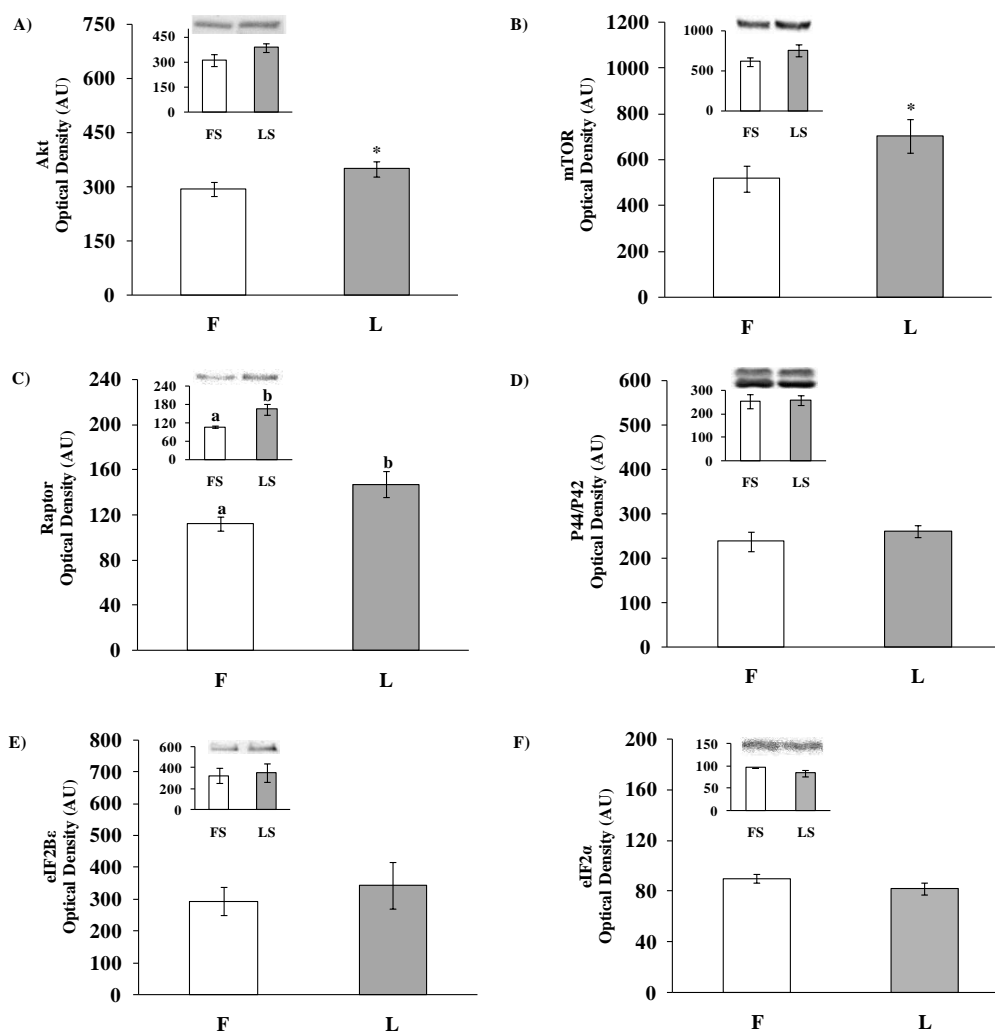 A)
Akt
Optical Density (AU)
750
600
450
300
150
0
450
300
150
0
FS LS
*
F L
B)
mTOR
Optical Density (AU)
1200
1000
800
600
400
200
0
1000
500
0
FS LS
*
F L
C)
Raptor
Optical Density (AU)
240
200
160
120
80
40
0
240
180
120
60
0
a b
FS LS
a b
F L
D)
P44/P42
Optical Density (AU)
600
500
400
300
200
100
0
300
200
100
0
FS LS
F L
E)
eIF2Bε
Optical Density (AU)
800
700
600
500
400
300
200
100
0
600
400
200
0
FS LS
F L
F)
eIF2α
Optical Density (AU)
200
160
120
80
40
0
150
100
50
0
FS LS
F L